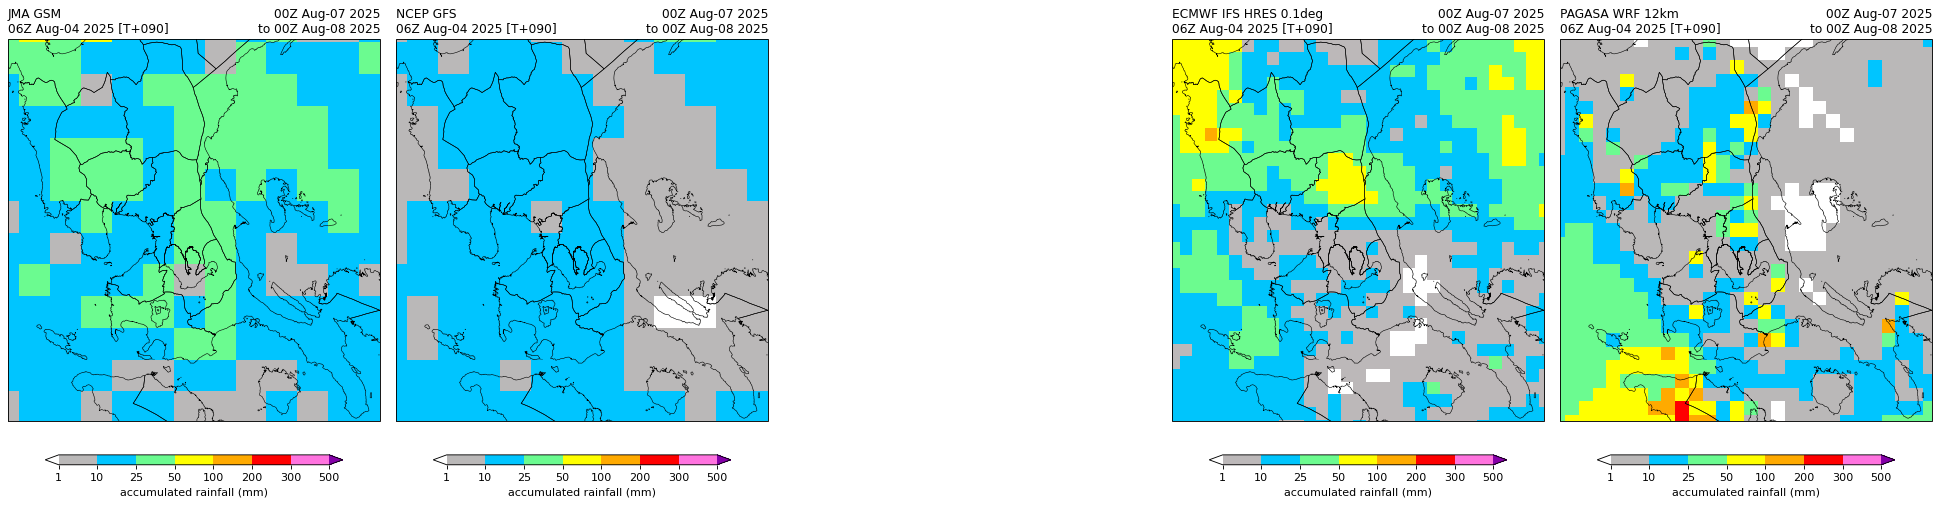 JMA GSM 00Z Aug-07 2025
06Z Aug-04 2025 [T+090] to 00Z Aug-08 2025
NCEP GFS 00Z Aug-07 2025
06Z Aug-04 2025 [T+090] to 00Z Aug-08 2025
ECMWF IFS HRES 0.1deg 00Z Aug-07 2025
06Z Aug-04 2025 [T+090] to 00Z Aug-08 2025
PAGASA WRF 12km 00Z Aug-07 2025
06Z Aug-04 2025 [T+090] to 00Z Aug-08 2025
1 10 25 50 100 200 300 500
accumulated rainfall (mm)
1 10 25 50 100 200 300 500
accumulated rainfall (mm)
1 10 25 50 100 200 300 500
accumulated rainfall (mm)
1 10 25 50 100 200 300 500
accumulated rainfall (mm)